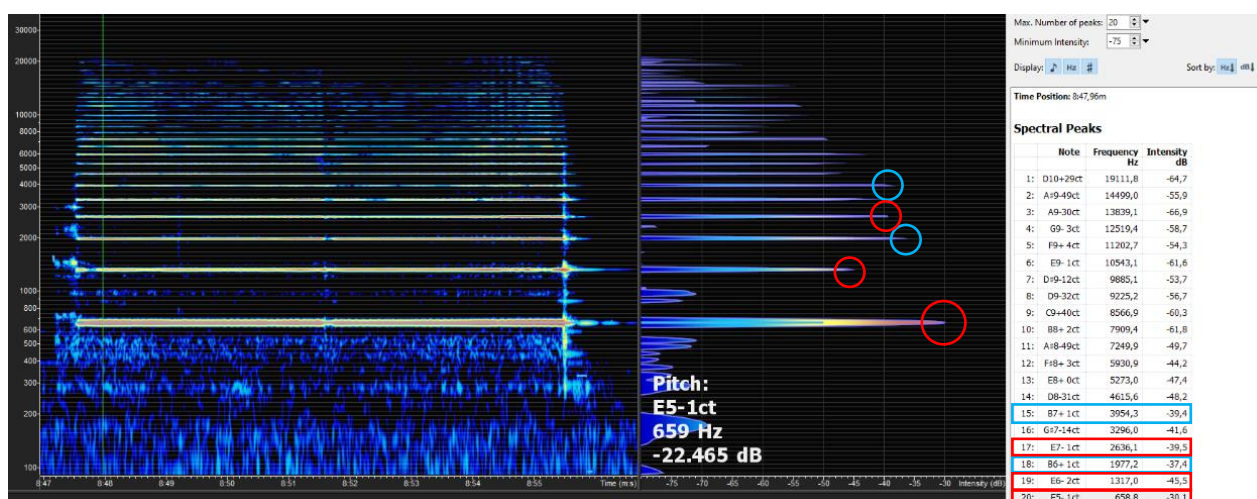 30000
20000
10000
8000
6000
5000
4000
3000
2000
1000
800
600
500
400
300
200
100
8:47 8:48 8:49 8:50 8:51 8:52 8:53 8:54 8:55 Time (m:s)
-75 -70 -65 -60 -55 -50 -45 -40 -35 -30 Intensity (dB)
Pitch:
E5-1ct
659 Hz
-22.465 dB
Max. Number of peaks: 20
Minimum Intensity: -75
Display: ♪ Hz # Sort by: Hz↓ dB↓
Time Position: 8:47,96m
Spectral Peaks
Note Frequency Intensity
Hz dB
1: D10+29ct 19111,8 -64,7
2: A♯9-49ct 14499,0 -55,9
3: A9-30ct 13839,1 -66,9
4: G9- 3ct 12519,4 -58,7
5: F9+ 4ct 11202,7 -54,3
6: E9- 1ct 10543,1 -61,6
7: D♯9-12ct 9885,1 -53,7
8: D9-32ct 9225,2 -56,7
9: C9+40ct 8566,9 -60,3
10: B8+ 2ct 7909,4 -61,8
11: A♯8-49ct 7249,9 -49,7
12: F♯8+ 3ct 5930,9 -44,2
13: E8+ 0ct 5273,0 -47,4
14: D8-31ct 4615,6 -48,2
15: B7+ 1ct 3954,3 -39,4
16: G♯7-14ct 3296,0 -41,6
17: E7- 1ct 2636,1 -39,5
18: B6+ 1ct 1977,2 -37,4
19: E6- 2ct 1317,0 -45,5
20: E5- 1ct 658,8 -30,1